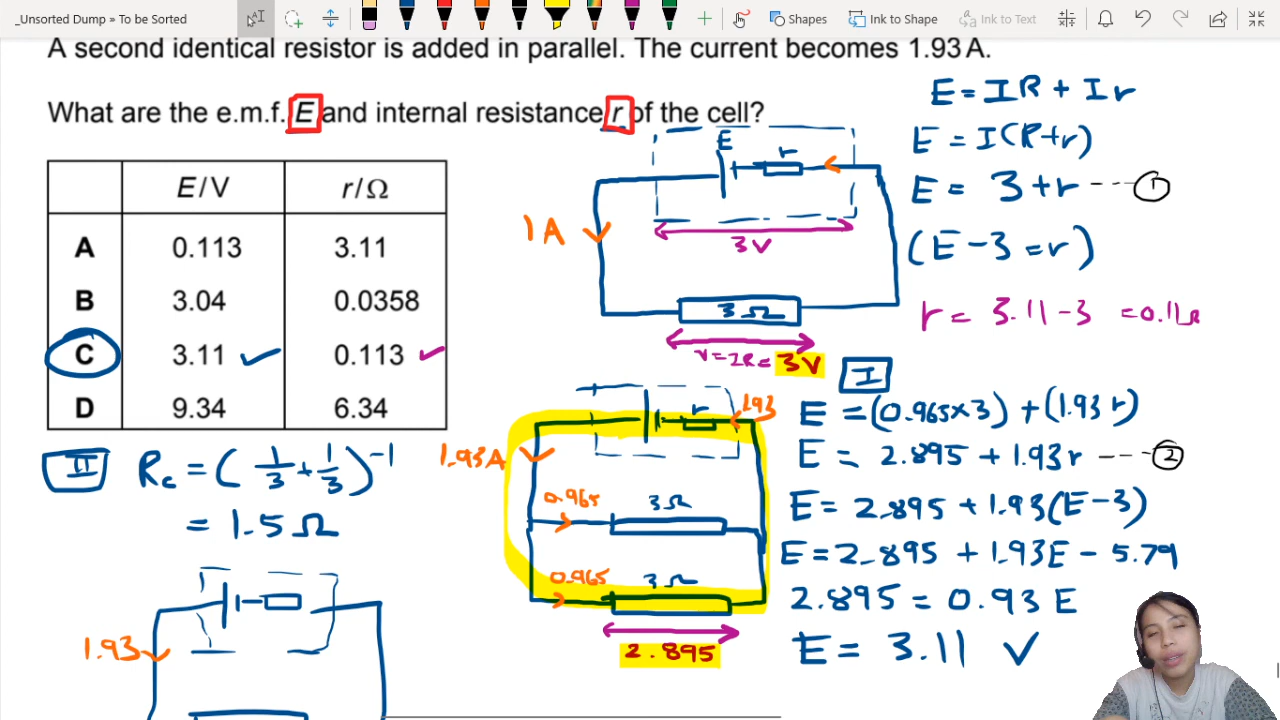 _Unsorted Dump » To be Sorted
Shapes
Ink to Shape
Ink to Text
A second identical resistor is added in parallel. The current becomes 1.93 A.
What are the e.m.f. E and internal resistance r of the cell?
E/V r/Ω
A 0.113 3.11
B 3.04 0.0358
C 3.11 ✓ 0.113 ✓
D 9.34 6.34
E r
1A
3V
3Ω
V=IR= 3V
E = IR + Ir
E = I(R+r)
E = 3+r ---- ①
(E-3=r)
r = 3.11-3 =0.11Ω
I
E = (0.965×3) + (1.93r)
E = 2.895 + 1.93r ---- ②
E = 2.895 + 1.93(E-3)
E = 2.895 + 1.93E - 5.79
2.895 = 0.93 E
E = 3.11 ✓
r 1.93
1.93A
0.965 3Ω
0.965 3Ω
2.895
II Rc = (1/3 + 1/3)^-1
= 1.5Ω
1.93